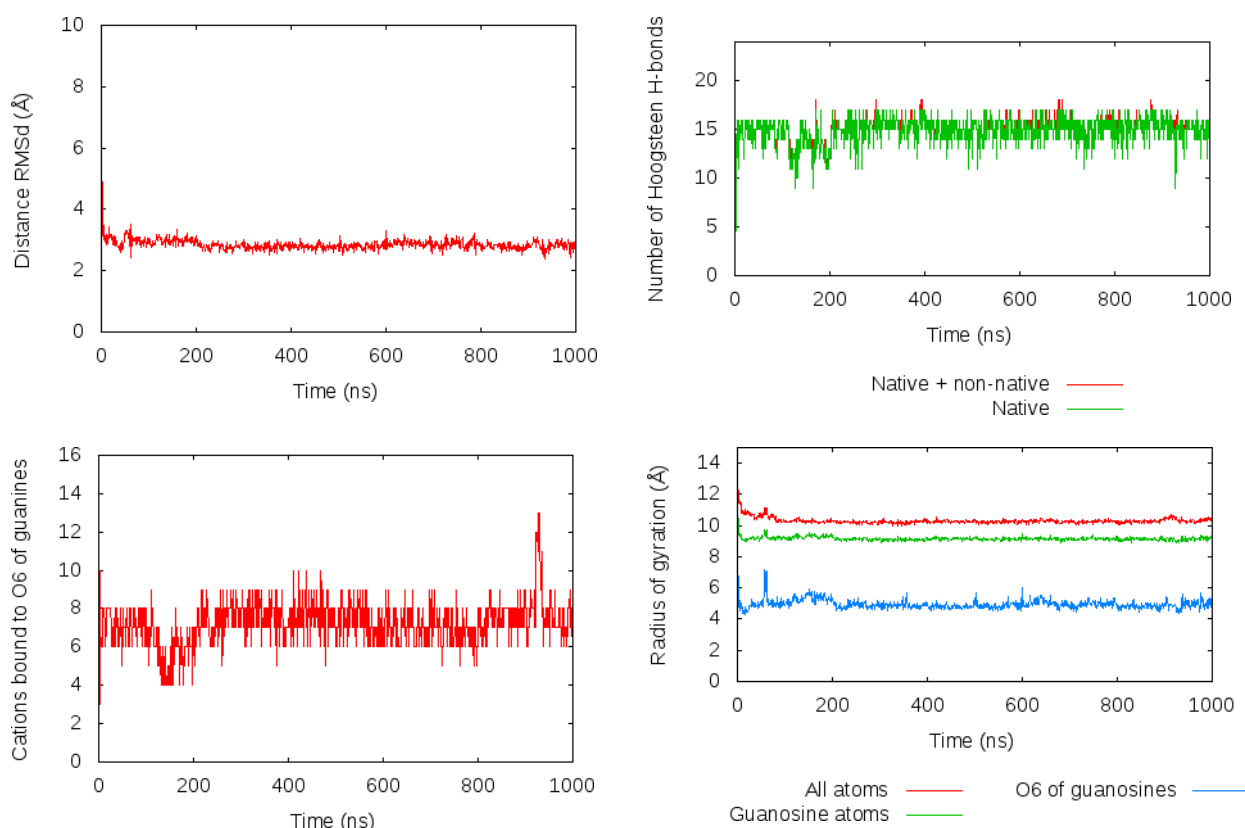 Distance RMSd (Å)
10
8
6
4
2
0
0 200 400 600 800 1000
Time (ns)
Number of Hoogsteen H-bonds
20
15
10
5
0
0 200 400 600 800 1000
Time (ns)
Native + non-native
Native
Cations bound to O6 of guanines
16
14
12
10
8
6
4
2
0
0 200 400 600 800 1000
Time (ns)
Radius of gyration (Å)
14
12
10
8
6
4
2
0
0 200 400 600 800 1000
Time (ns)
All atoms
Guanosine atoms
O6 of guanosines